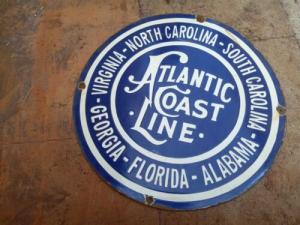 VIRGINIA - NORTH CAROLINA - SOUTH CAROLINA -
ATLANTIC
COAST
LINE
GEORGIA - FLORIDA - ALABAMA -